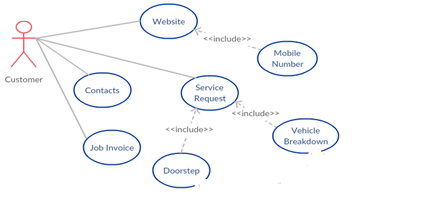 Website
<<include>>
Mobile
Number
Customer
Contacts
Service
Request
<<include>>
<<include>>
Vehicle
Breakdown
Job Invoice
Doorstep